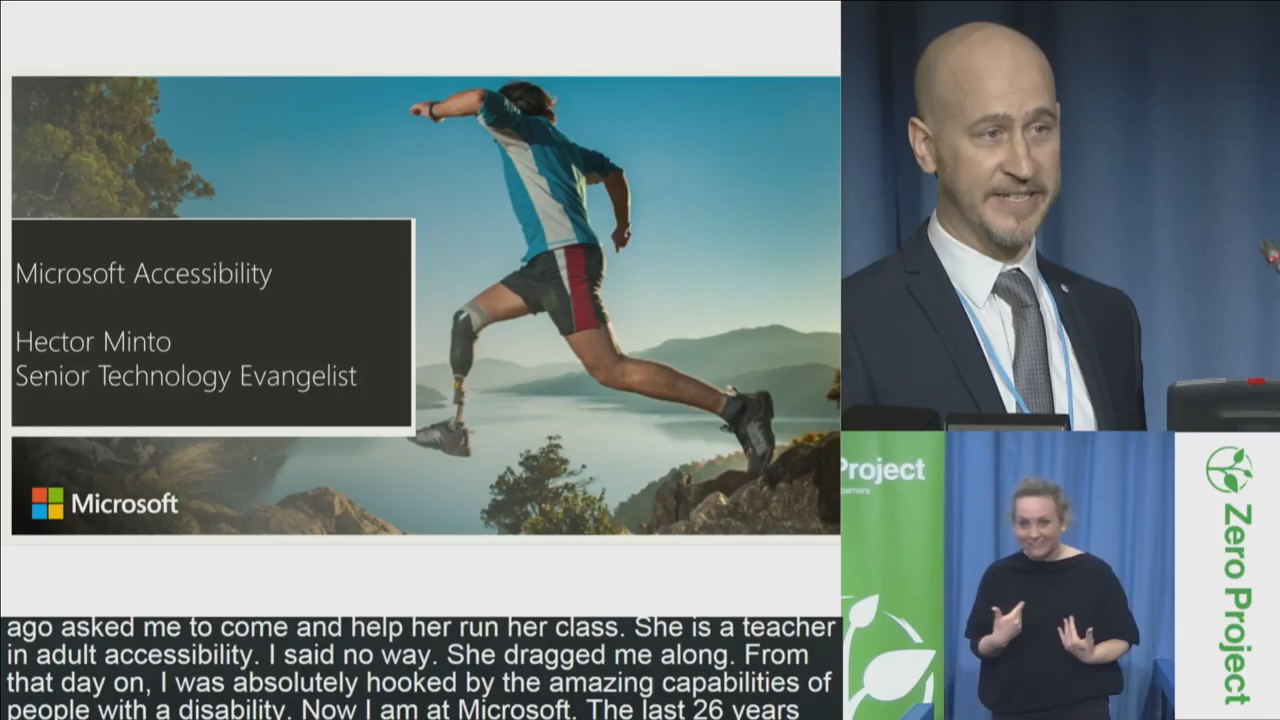 Microsoft Accessibility
Hector Minto
Senior Technology Evangelist
Microsoft
ago asked me to come and help her run her class. She is a teacher
in adult accessibility. I said no way. She dragged me along. From
that day on, I was absolutely hooked by the amazing capabilities of
people with a disability. Now I am at Microsoft. The last 26 years
Project
Zero Project